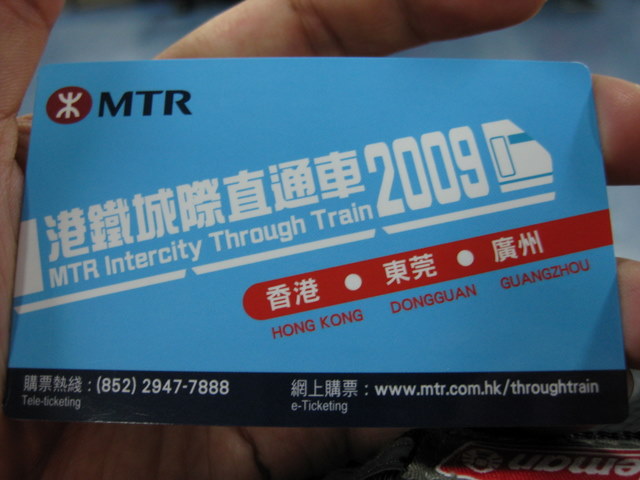 MTR
港鐵城際直通車2009
MTR Intercity Through Train
香港 • 東莞 • 廣州
HONG KONG DONGGUAN GUANGZHOU
購票熱綫 : (852) 2947-7888
Tele-ticketing
網上購票 : www.mtr.com.hk/throughtrain
e-Ticketing
eman